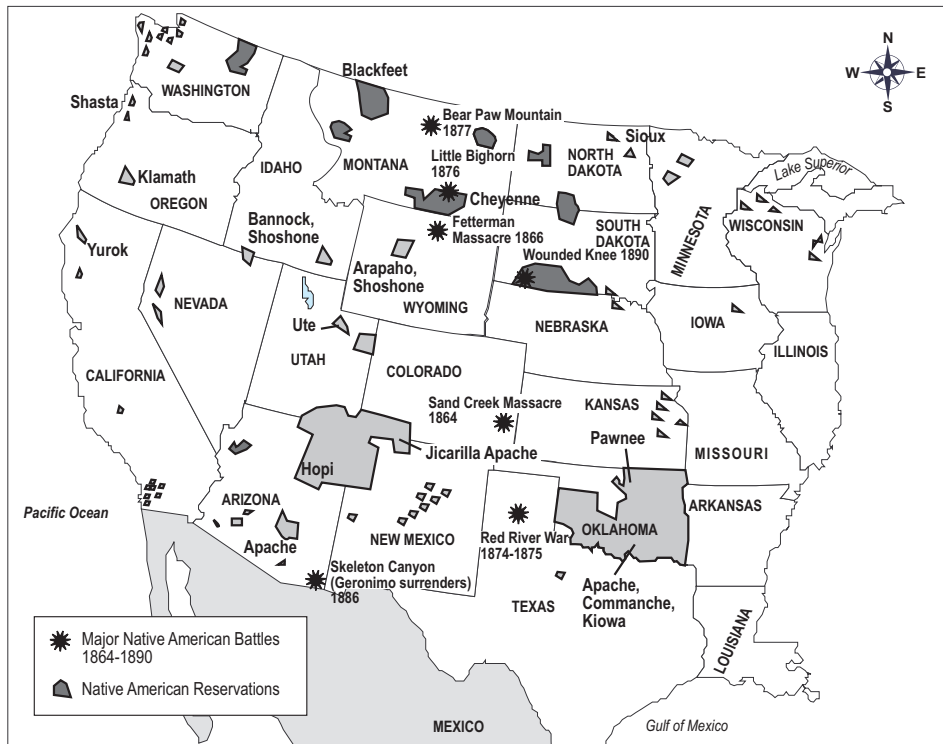 N
W
E
S
Blackfeet
WASHINGTON
Shasta
Bear Paw Mountain
1877
Sioux
Lake Superior
MONTANA
NORTH
DAKOTA
IDAHO
Little Bighorn
1876
Klamath
OREGON
Cheyenne
MINNESOTA
WISCONSIN
Bannock,
Shoshone
Fetterman
Massacre 1866
SOUTH
DAKOTA
Yurok
Wounded Knee 1890
Arapaho,
Shoshone
WYOMING
NEVADA
NEBRASKA
IOWA
Ute
UTAH
ILLINOIS
COLORADO
CALIFORNIA
Sand Creek Massacre
1864
KANSAS
Pawnee
Jicarilla Apache
MISSOURI
Hopi
ARIZONA
Pacific Ocean
OKLAHOMA
ARKANSAS
NEW MEXICO
Red River War
1874-1875
Apache
Skeleton Canyon
(Geronimo surrenders)
1886
Apache,
Commanche,
Kiowa
TEXAS
LOUISIANA
Major Native American Battles
1864-1890
Native American Reservations
MEXICO
Gulf of Mexico